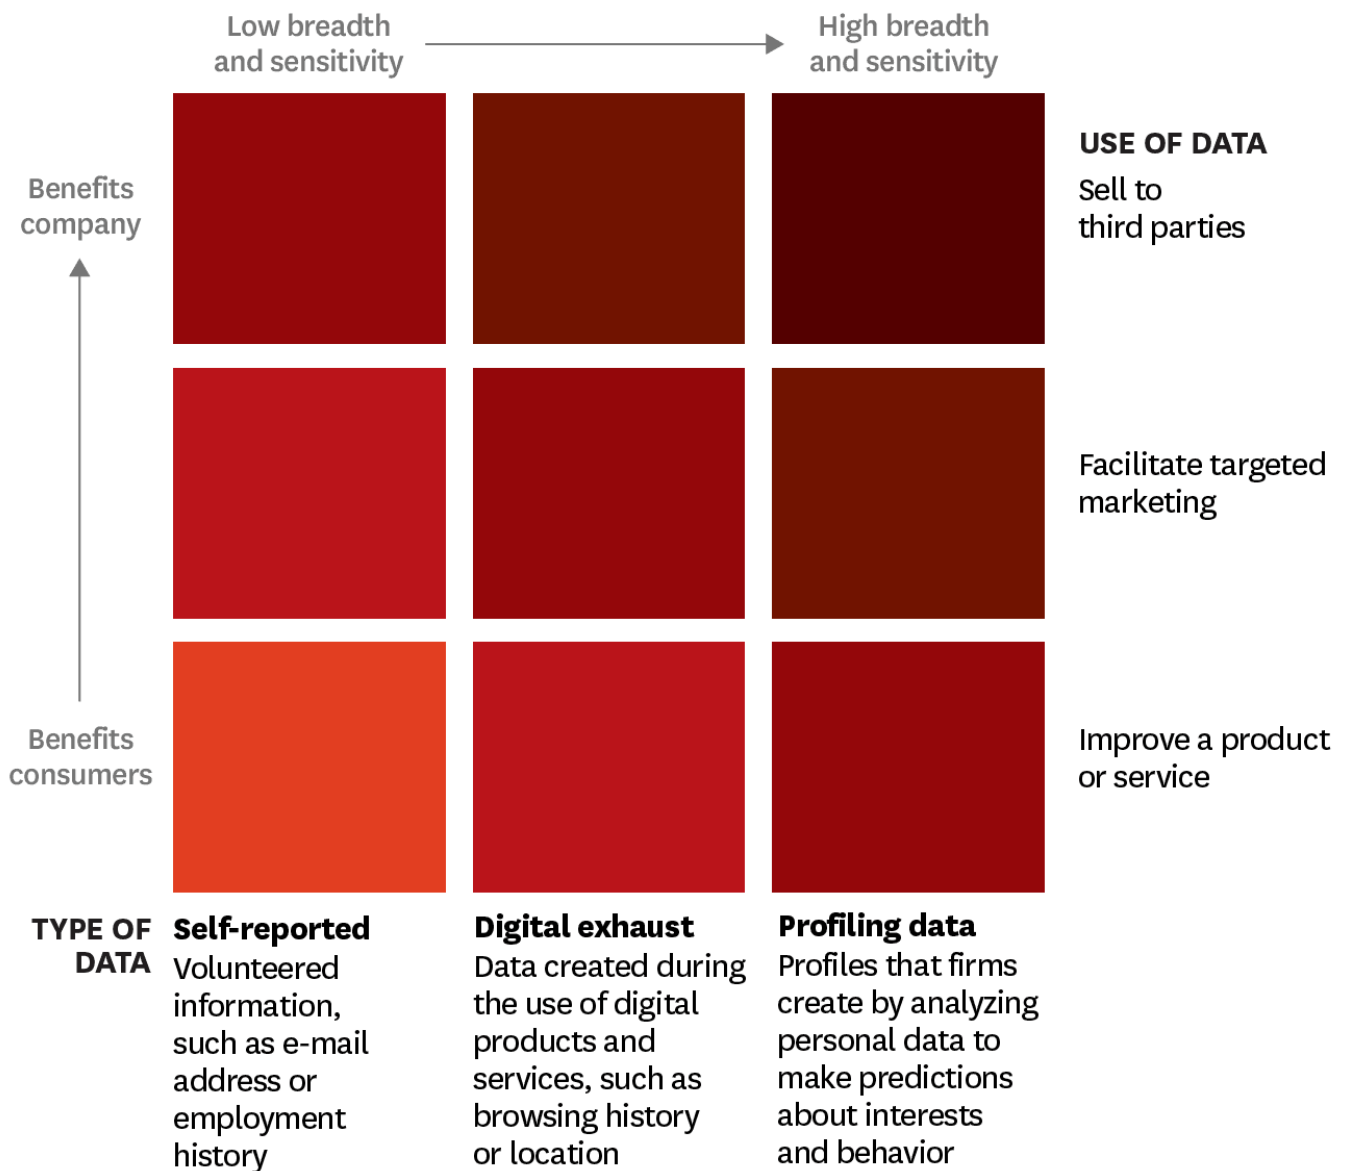 Low breadth
and sensitivity
High breadth
and sensitivity
Benefits
company
USE OF DATA
Sell to
third parties
Facilitate targeted
marketing
Benefits
consumers
Improve a product
or service
TYPE OF
DATA
Self-reported
Volunteered
information,
such as e-mail
address or
employment
history
Digital exhaust
Data created during
the use of digital
products and
services, such as
browsing history
or location
Profiling data
Profiles that firms
create by analyzing
personal data to
make predictions
about interests
and behavior